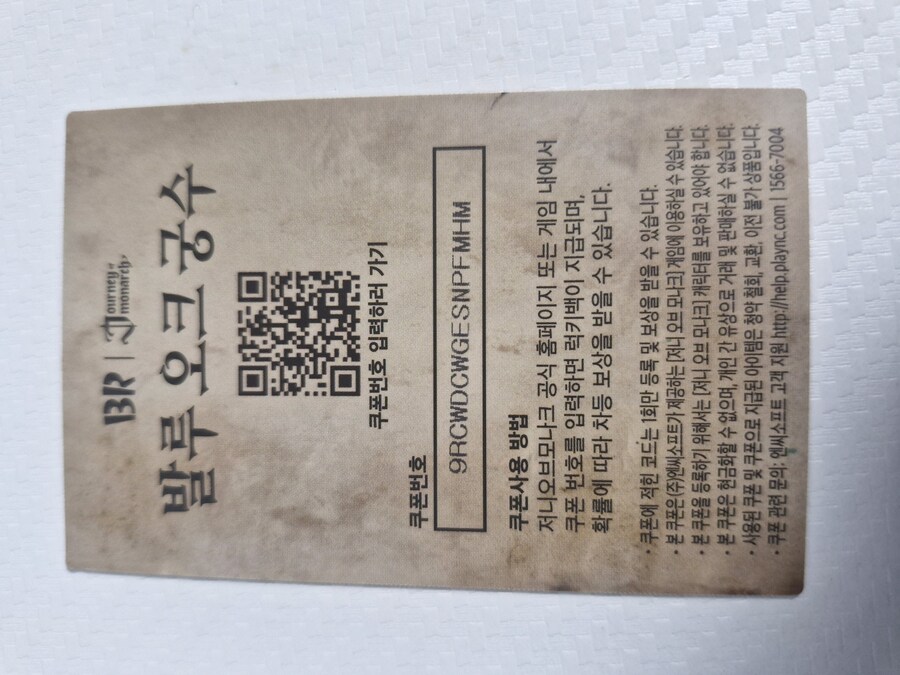 BR | Journey of monarch
발루 오크 궁수
쿠폰번호 입력하러 가기
쿠폰번호
9RCWDCWGESNPFMHM
쿠폰사용 방법
저니오브모나크 공식 홈페이지 또는 게임 내에서
쿠폰 번호를 입력하면 럭키백이 지급되며,
확률에 따라 차등 보상을 받을 수 있습니다.
· 쿠폰에 적힌 코드는 1회만 등록 및 보상을 받을 수 있습니다.
· 본 쿠폰은 (주)엔씨소프트가 제공하는 [저니 오브 모나크] 게임에 이용하실 수 있습니다.
· 본 쿠폰을 등록하기 위해서는 [저니 오브 모나크] 캐릭터를 보유하고 있어야 합니다.
· 본 쿠폰은 현금화할 수 없으며, 개인 간 유상으로 거래 및 판매하실 수 없습니다.
· 사용된 쿠폰 및 쿠폰으로 지급된 아이템은 청약 철회, 교환, 이전 불가 상품입니다.
· 쿠폰 관련 문의: 엔씨소프트 고객 지원 http://help.plaync.com | 1566-7004